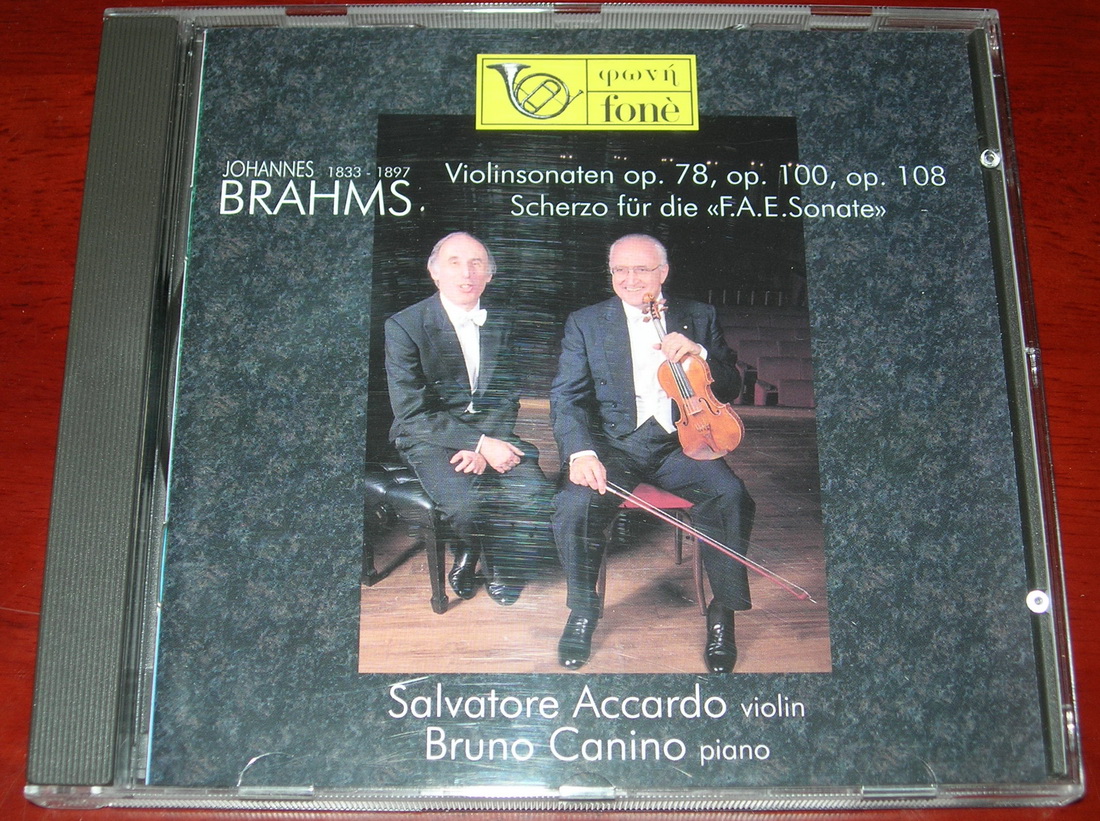 φωνή
fonè
JOHANNES 1833 - 1897
BRAHMS
Violinsonaten op. 78, op. 100, op. 108
Scherzo für die «F.A.E.Sonate»
Salvatore Accardo violin
Bruno Canino piano